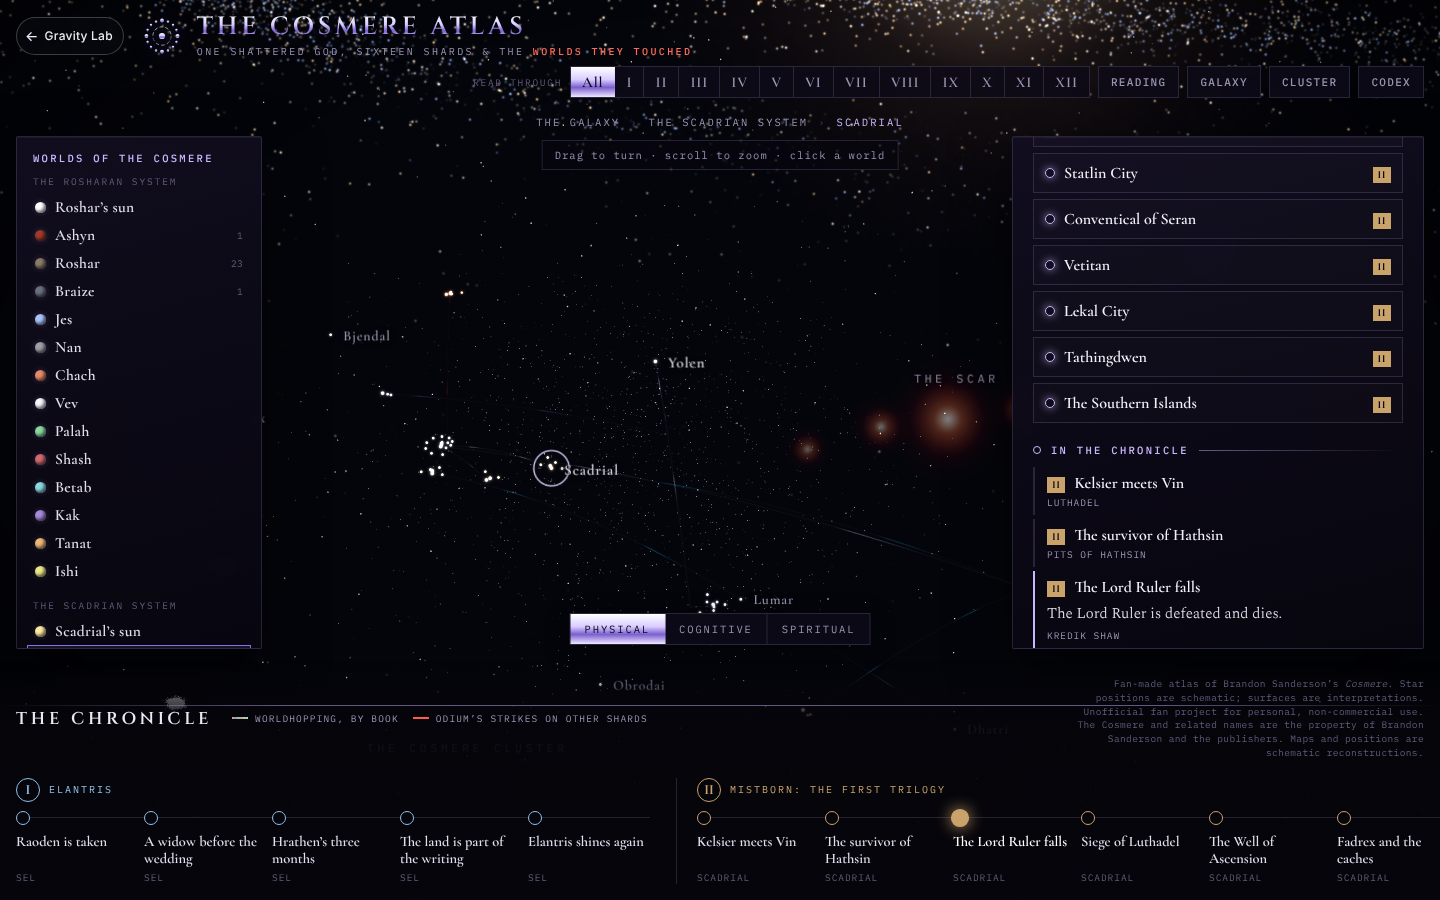 ← Gravity Lab
THE COSMERE ATLAS
ONE SHATTERED GOD, SIXTEEN SHARDS & THE WORLDS THEY TOUCHED
READ THROUGH All I II III IV V VI VII VIII IX X XI XII READING GALAXY CLUSTER CODEX
THE GALAXY · THE SCADRIAN SYSTEM · SCADRIAL
Drag to turn · scroll to zoom · click a world
WORLDS OF THE COSMERE
THE ROSHARAN SYSTEM
Roshar’s sun
Ashyn 1
Roshar 23
Braize 1
Jes
Nan
Chach
Vev
Palah
Shash
Betab
Kak
Tanat
Ishi
THE SCADRIAN SYSTEM
Scadrial’s sun
Bjendal
Yolen
THE SCAR
Scadrial
Lumar
Obrodai
Dhatri
THE COSMERE CLUSTER
PHYSICAL COGNITIVE SPIRITUAL
Statlin City II
Conventical of Seran II
Vetitan II
Lekal City II
Tathingdwen II
The Southern Islands II
IN THE CHRONICLE
II Kelsier meets Vin
LUTHADEL
II The survivor of Hathsin
PITS OF HATHSIN
II The Lord Ruler falls
The Lord Ruler is defeated and dies.
KREDIK SHAW
Fan-made atlas of Brandon Sanderson’s Cosmere. Star
positions are schematic; surfaces are interpretations.
Unofficial fan project for personal, non-commercial use.
The Cosmere and related names are the property of Brandon
Sanderson and the publishers. Maps and positions are
schematic reconstructions.
THE CHRONICLE WORLDHOPPING, BY BOOK ODIUM’S STRIKES ON OTHER SHARDS
I ELANTRIS
Raoden is taken
SEL
A widow before the
wedding
SEL
Hrathen’s three
months
SEL
The land is part of
the writing
SEL
Elantris shines again
SEL
II MISTBORN: THE FIRST TRILOGY
Kelsier meets Vin
SCADRIAL
The survivor of
Hathsin
SCADRIAL
The Lord Ruler falls
SCADRIAL
Siege of Luthadel
SCADRIAL
The Well of
Ascension
SCADRIAL
Fadrex and the
caches
SCADRIAL